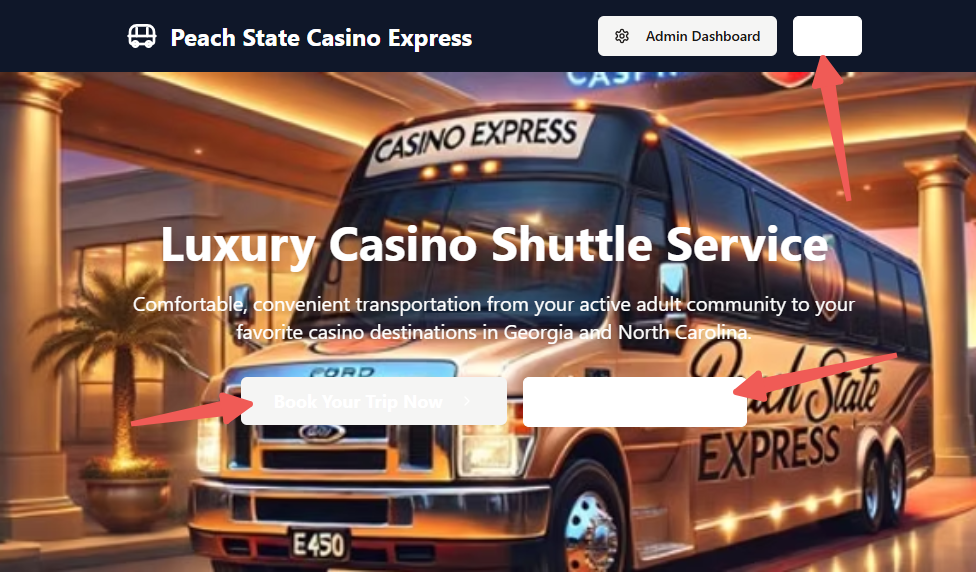 Peach State Casino Express
Admin Dashboard
CASINO
CASINO EXPRESS
Luxury Casino Shuttle Service
Comfortable, convenient transportation from your active adult community to your
favorite casino destinations in Georgia and North Carolina.
FORD
Book Your Trip Now
Peach State
EXPRESS
E450